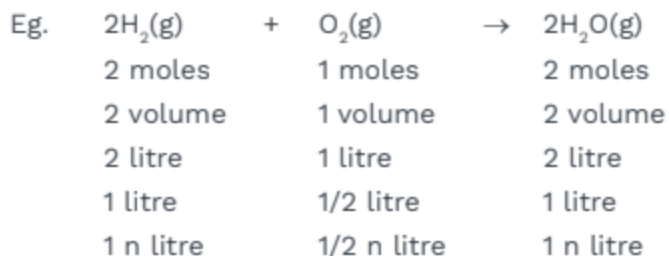 Eg. 2H₂(g) + O₂(g) → 2H₂O(g)
2 moles 1 moles 2 moles
2 volume 1 volume 2 volume
2 litre 1 litre 2 litre
1 litre 1/2 litre 1 litre
1 n litre 1/2 n litre 1 n litre